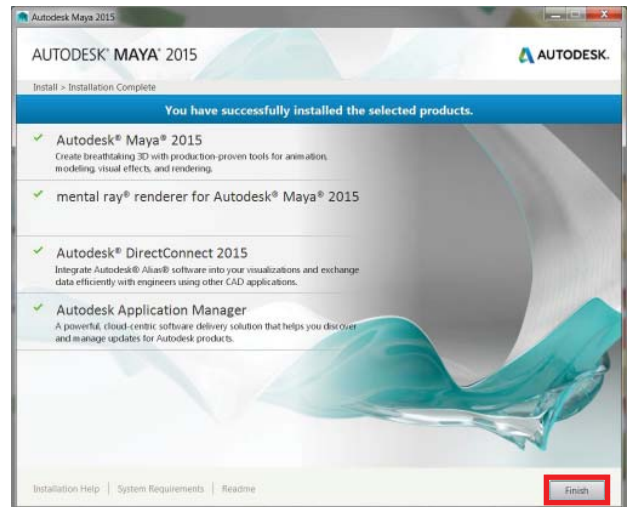 Autodesk Maya 2015
AUTODESK® MAYA® 2015
AUTODESK.
Install > Installation Complete
You have successfully installed the selected products.
Autodesk® Maya® 2015
Create breathtaking 3D with production-proven tools for animation,
modeling, visual effects, and rendering.
mental ray® renderer for Autodesk® Maya® 2015
Autodesk® DirectConnect 2015
Integrate Autodesk® Alias® software into your visualizations and exchange
data efficiently with engineers using other CAD applications.
Autodesk Application Manager
A powerful, cloud-centric software delivery solution that helps you discover
and manage updates for Autodesk products.
Installation Help | System Requirements | Readme
Finish